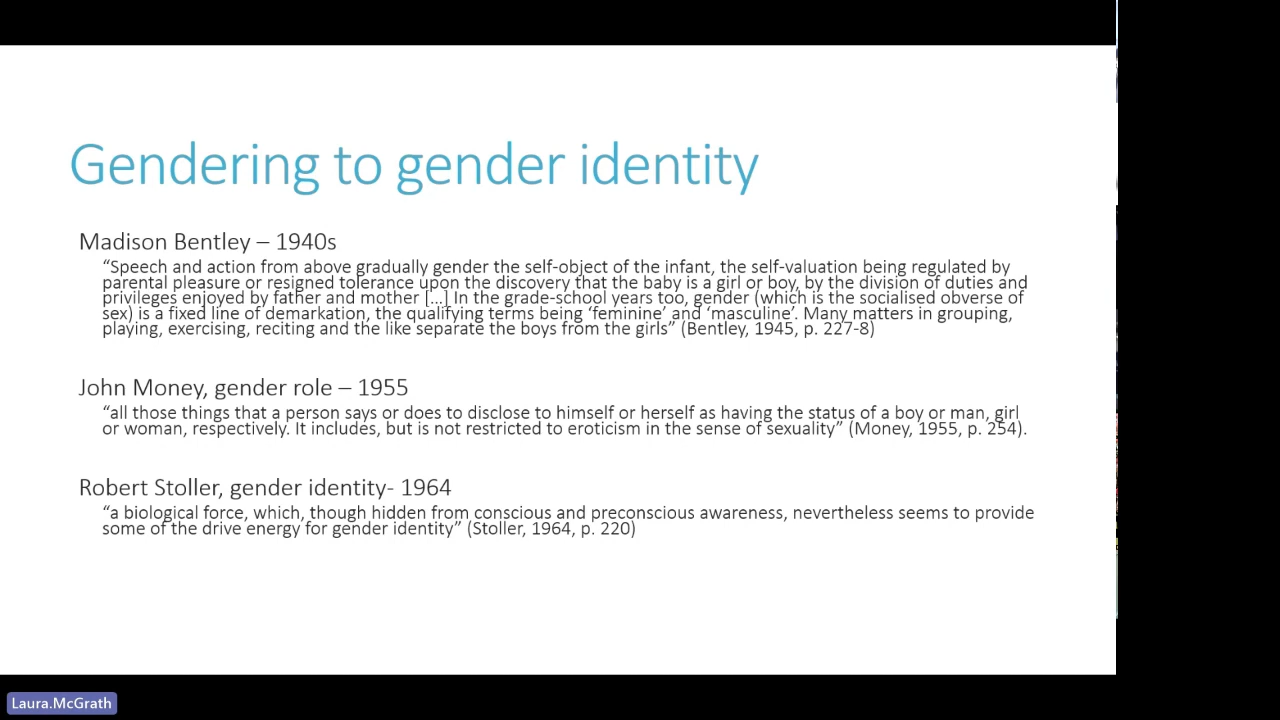 Gendering to gender identity
Madison Bentley – 1940s
“Speech and action from above gradually gender the self-object of the infant, the self-valuation being regulated by
parental pleasure or resigned tolerance upon the discovery that the baby is a girl or boy, by the division of duties and
privileges enjoyed by father and mother [...] In the grade-school years too, gender (which is the socialised obverse of
sex) is a fixed line of demarkation, the qualifying terms being ‘feminine’ and ‘masculine’. Many matters in grouping,
playing, exercising, reciting and the like separate the boys from the girls” (Bentley, 1945, p. 227-8)
John Money, gender role – 1955
“all those things that a person says or does to disclose to himself or herself as having the status of a boy or man, girl
or woman, respectively. It includes, but is not restricted to eroticism in the sense of sexuality” (Money, 1955, p. 254).
Robert Stoller, gender identity- 1964
“a biological force, which, though hidden from conscious and preconscious awareness, nevertheless seems to provide
some of the drive energy for gender identity” (Stoller, 1964, p. 220)
Laura.McGrath